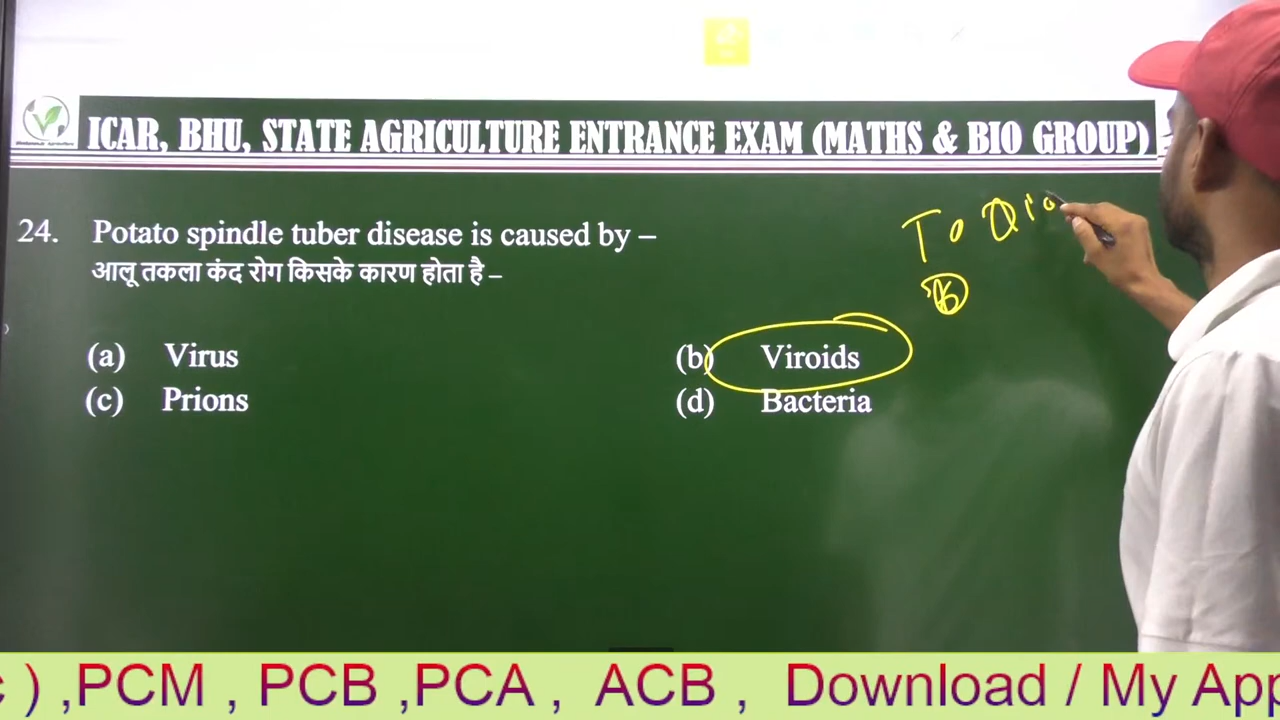 ICAR, BHU, STATE AGRICULTURE ENTRANCE EXAM (MATHS & BIO GROUP)
24. Potato spindle tuber disease is caused by –
आलू तकला कंद रोग किसके कारण होता है –
To
(a) Virus
(b) Viroids
(c) Prions
(d) Bacteria
) ,PCM , PCB ,PCA , ACB , Download / My App